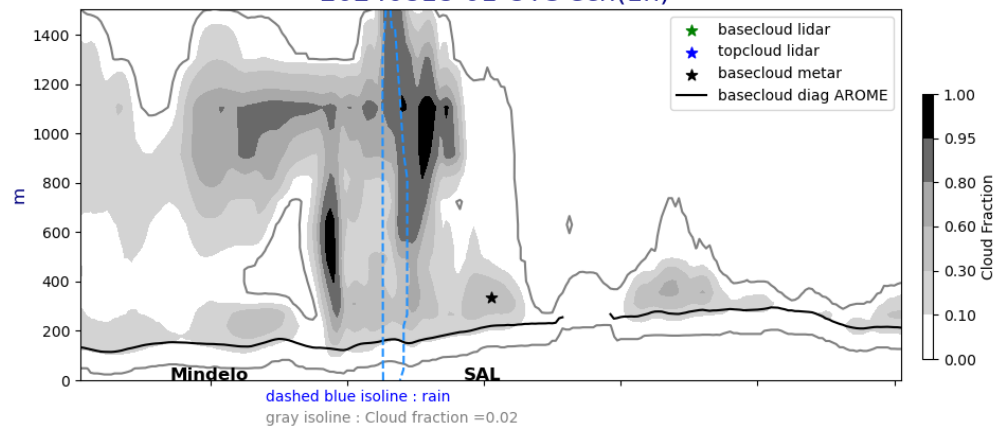 1400
1200
1000
800
600
400
200
0
m
basecloud lidar
topcloud lidar
basecloud metar
basecloud diag AROME
1.00
0.95
0.80
0.60
0.30
0.10
0.00
Cloud Fraction
Mindelo
SAL
dashed blue isoline : rain
gray isoline : Cloud fraction =0.02